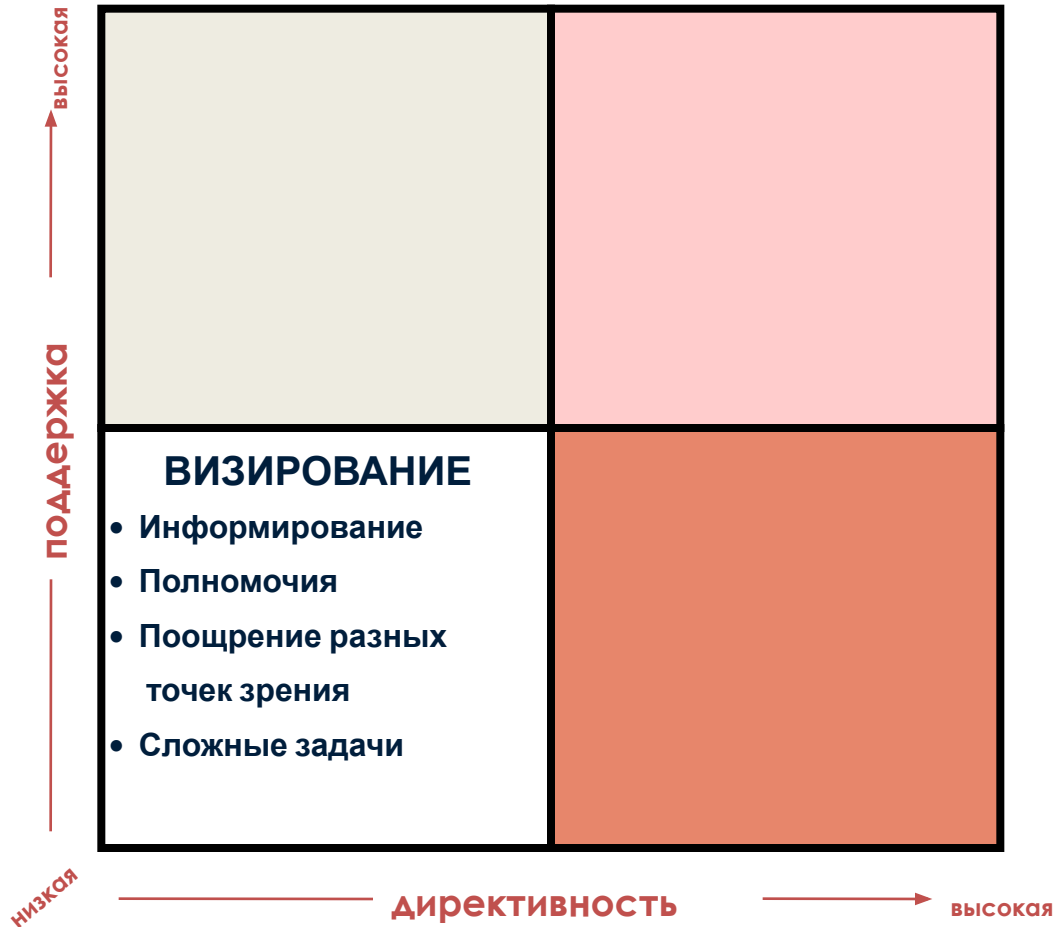 высокая
поддержка
ВИЗИРОВАНИЕ
• Информирование
• Полномочия
• Поощрение разных
точек зрения
• Сложные задачи
низкая
директивность
высокая